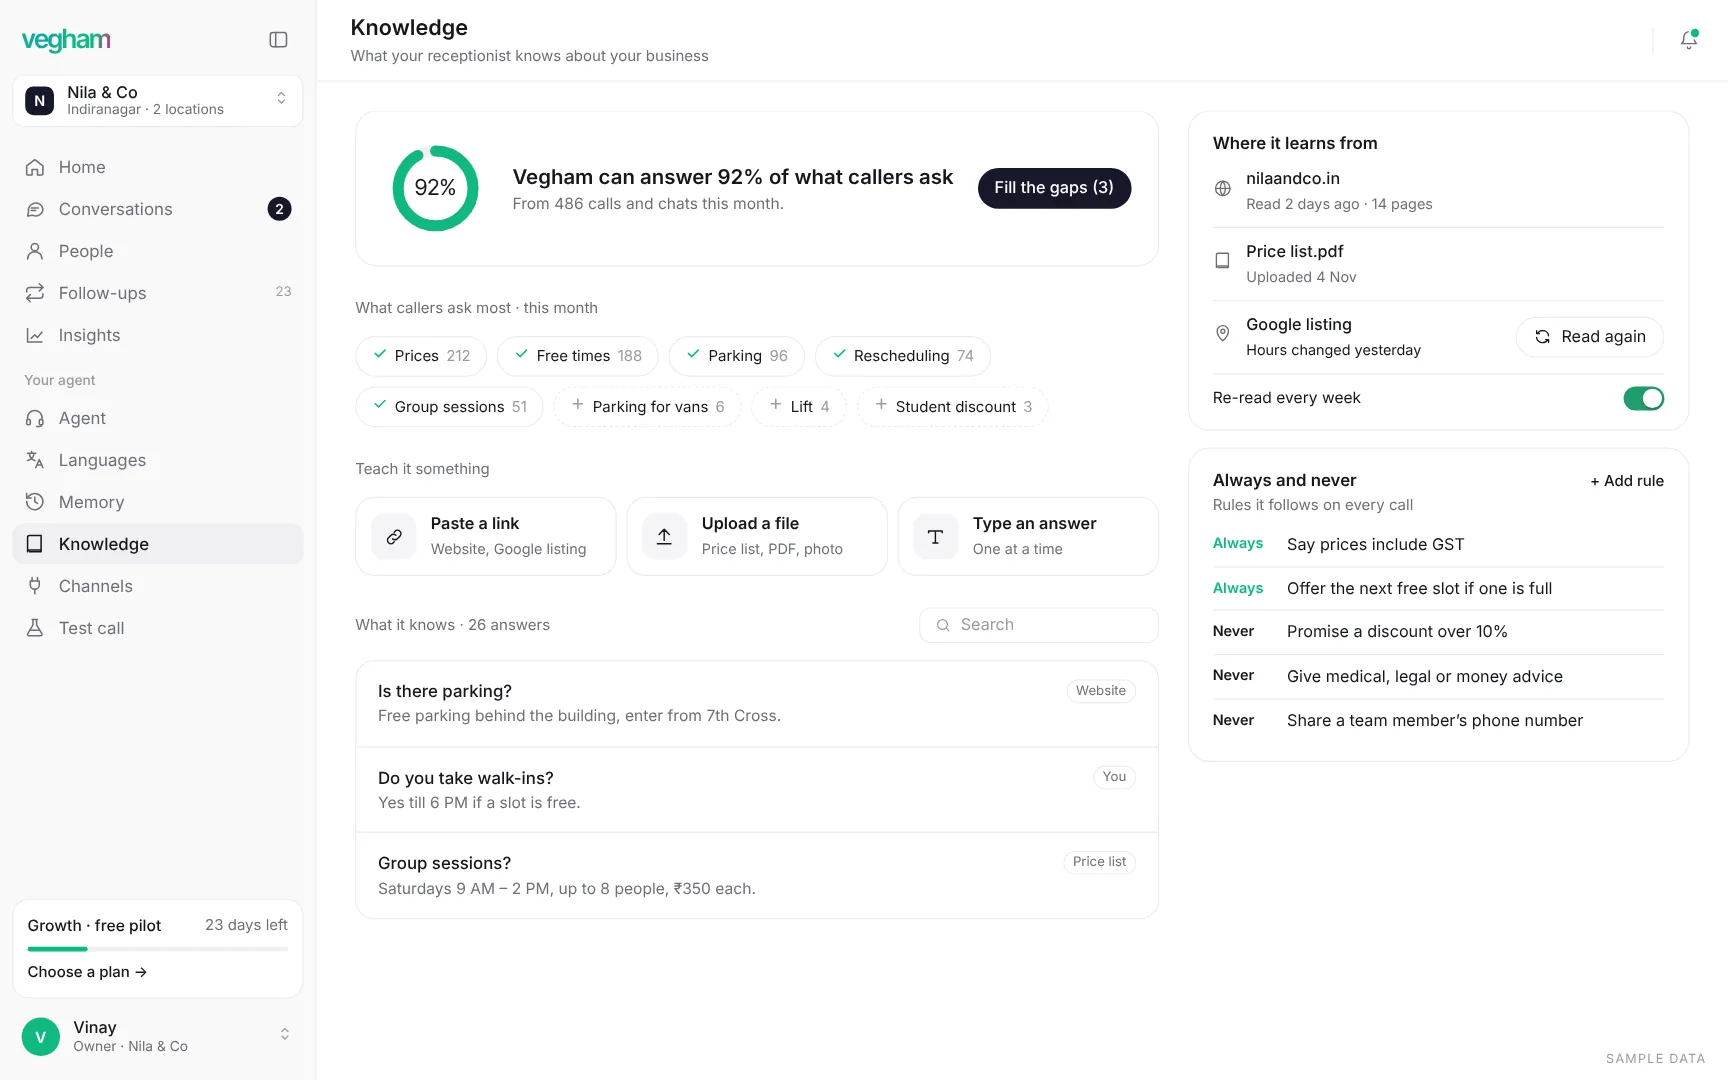 vegham
N
Nila & Co
Indiranagar · 2 locations
Home
Conversations 2
People
Follow-ups 23
Insights
Your agent
Agent
Languages
Memory
Knowledge
Channels
Test call
Growth · free pilot 23 days left
Choose a plan →
V
Vinay
Owner · Nila & Co
Knowledge
What your receptionist knows about your business
92%
Vegham can answer 92% of what callers ask
From 486 calls and chats this month.
Fill the gaps (3)
What callers ask most · this month
Prices 212 Free times 188 Parking 96 Rescheduling 74
Group sessions 51 + Parking for vans 6 + Lift 4 + Student discount 3
Teach it something
Paste a link
Website, Google listing
Upload a file
Price list, PDF, photo
Type an answer
One at a time
What it knows · 26 answers
Search
Is there parking? Website
Free parking behind the building, enter from 7th Cross.
Do you take walk-ins? You
Yes till 6 PM if a slot is free.
Group sessions? Price list
Saturdays 9 AM – 2 PM, up to 8 people, ₹350 each.
Where it learns from
nilaandco.in
Read 2 days ago · 14 pages
Price list.pdf
Uploaded 4 Nov
Google listing
Hours changed yesterday
Read again
Re-read every week
Always and never + Add rule
Rules it follows on every call
Always Say prices include GST
Always Offer the next free slot if one is full
Never Promise a discount over 10%
Never Give medical, legal or money advice
Never Share a team member’s phone number
SAMPLE DATA